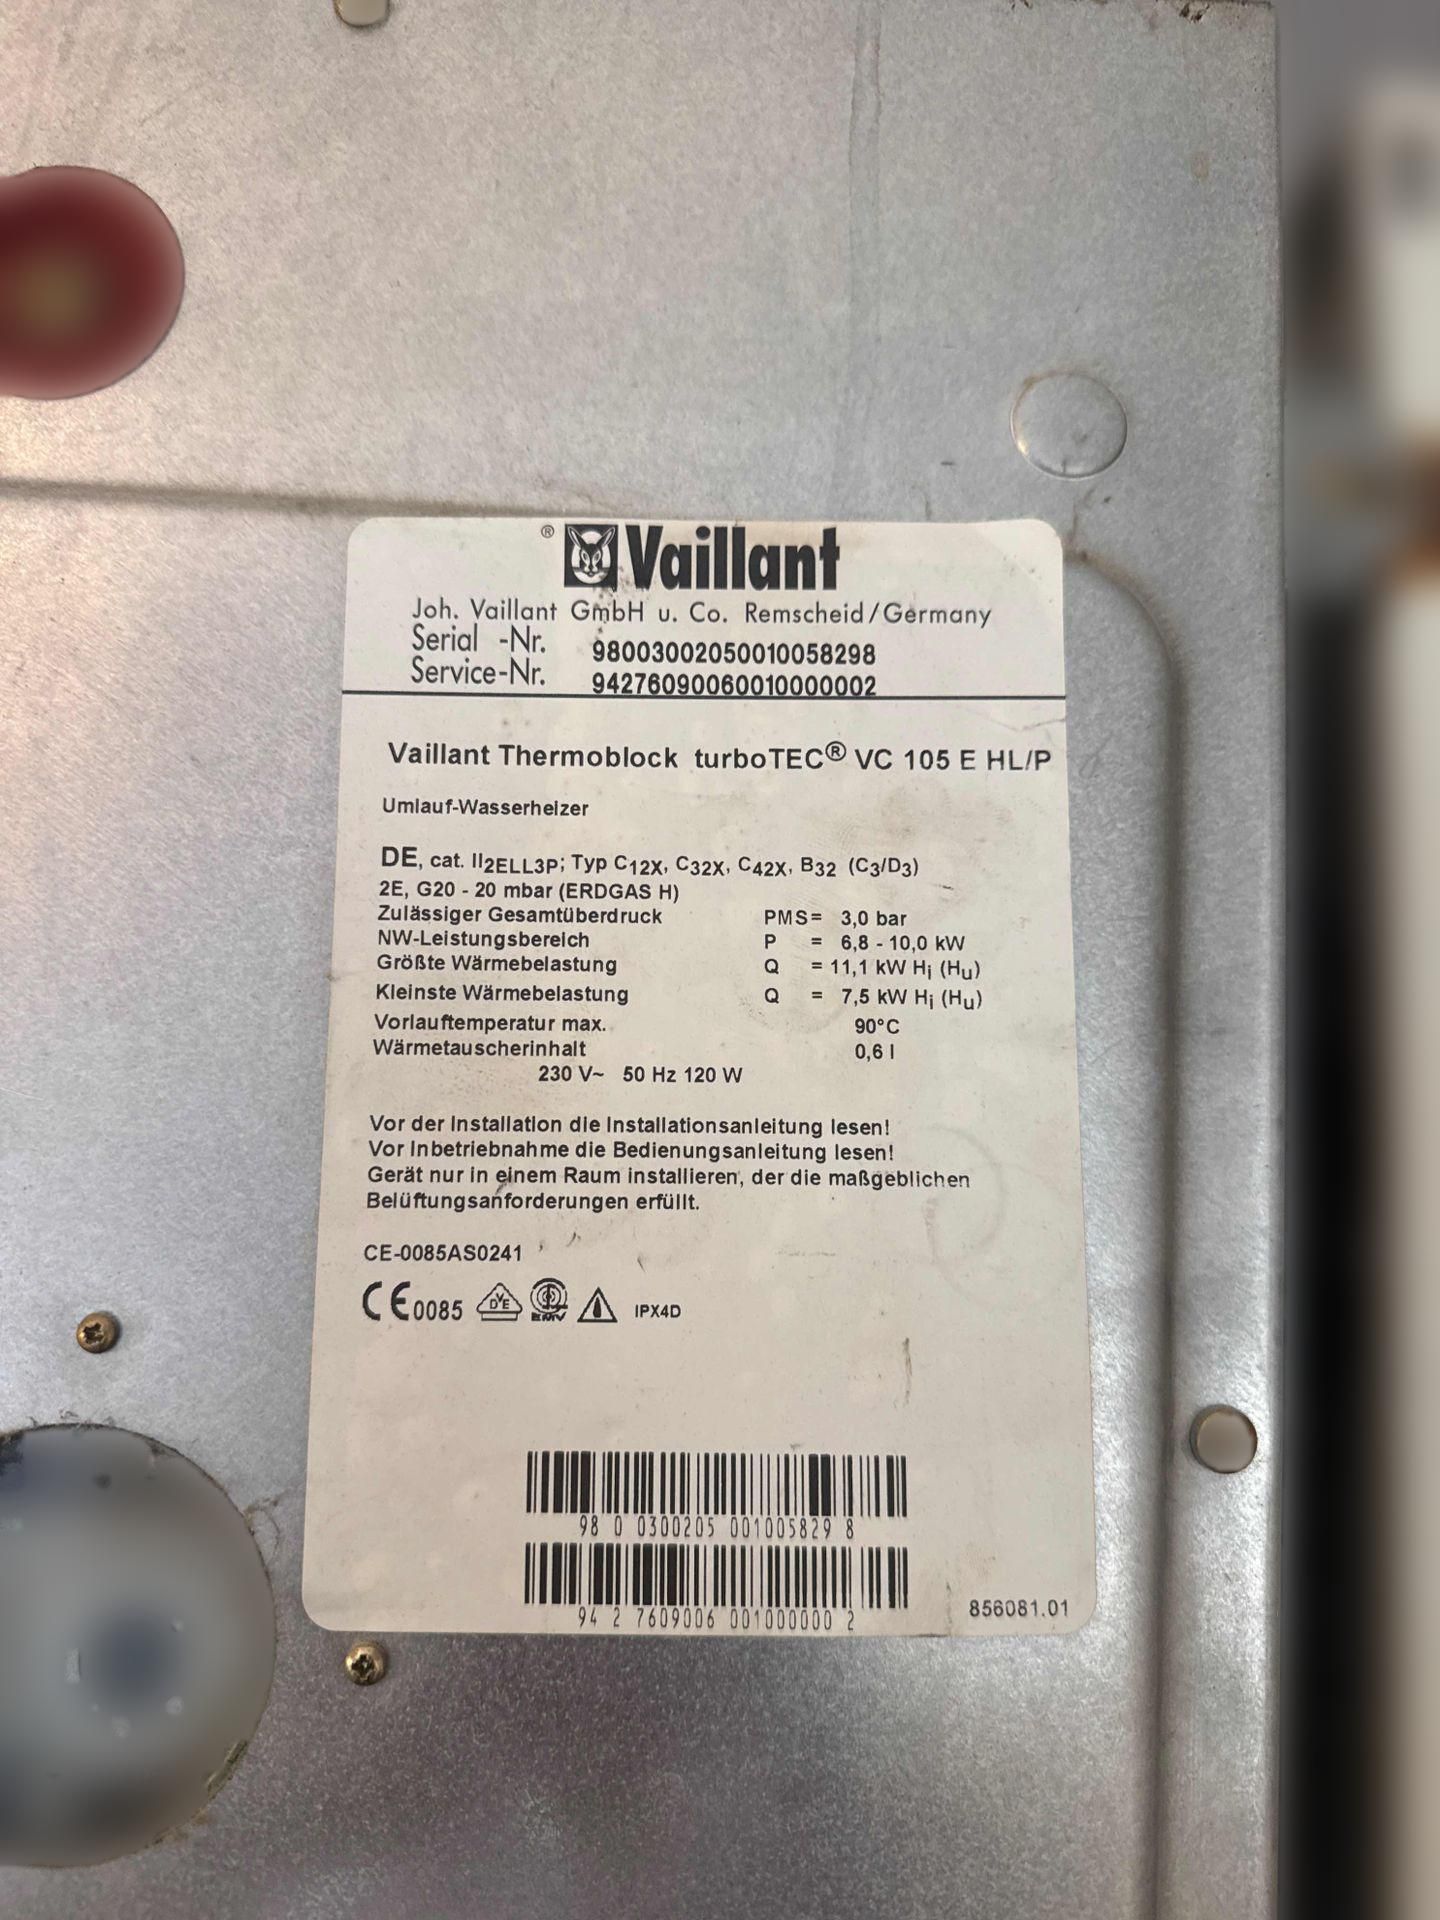 ® Vaillant
Joh. Vaillant GmbH u. Co. Remscheid/Germany
Serial -Nr. 98003002050010058298
Service-Nr. 94276090060010000002
Vaillant Thermoblock turboTEC® VC 105 E HL/P
Umlauf-Wasserheizer
DE, cat. II2ELL3P; Typ C12X, C32X, C42X, B32 (C3/D3)
2E, G20 - 20 mbar (ERDGAS H)
Zulässiger Gesamtüberdruck PMS= 3,0 bar
NW-Leistungsbereich P = 6,8 - 10,0 kW
Größte Wärmebelastung Q = 11,1 kW Hi (Hu)
Kleinste Wärmebelastung Q = 7,5 kW Hi (Hu)
Vorlauftemperatur max. 90°C
Wärmetauscherinhalt 0,6 l
230 V~ 50 Hz 120 W
Vor der Installation die Installationsanleitung lesen!
Vor Inbetriebnahme die Bedienungsanleitung lesen!
Gerät nur in einem Raum installieren, der die maßgeblichen
Belüftungsanforderungen erfüllt.
CE-0085AS0241
CE 0085 DVE EMV IPX4D
98 0 0300205 001005829 8
94 2 7609006 001000000 2
856081.01